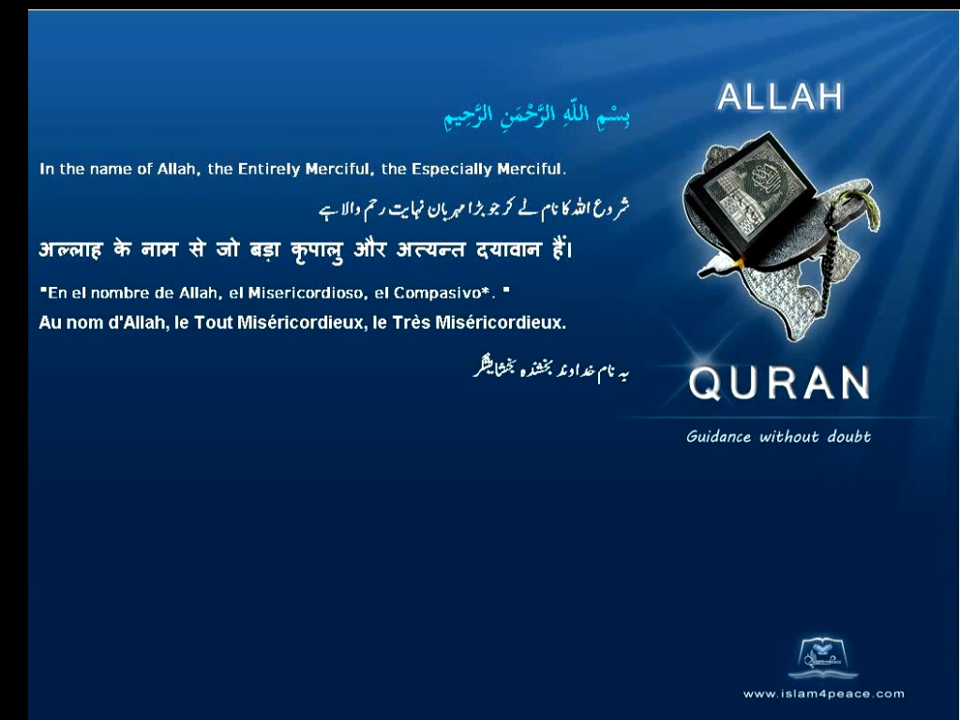 بِسْمِ اللّهِ الرَّحْمَنِ الرَّحِيمِ
In the name of Allah, the Entirely Merciful, the Especially Merciful.
شروع الله کا نام لے کر جو بڑا مہربان نہایت رحم والا ہے
अल्लाह के नाम से जो बड़ा कृपालु और अत्यन्त दयावान हैं।
"En el nombre de Allah, el Misericordioso, el Compasivo*. "
Au nom d'Allah, le Tout Miséricordieux, le Très Miséricordieux.
به نام خداوند بخشنده بخشایشگر
ALLAH
QURAN
Guidance without doubt
www.islam4peace.com